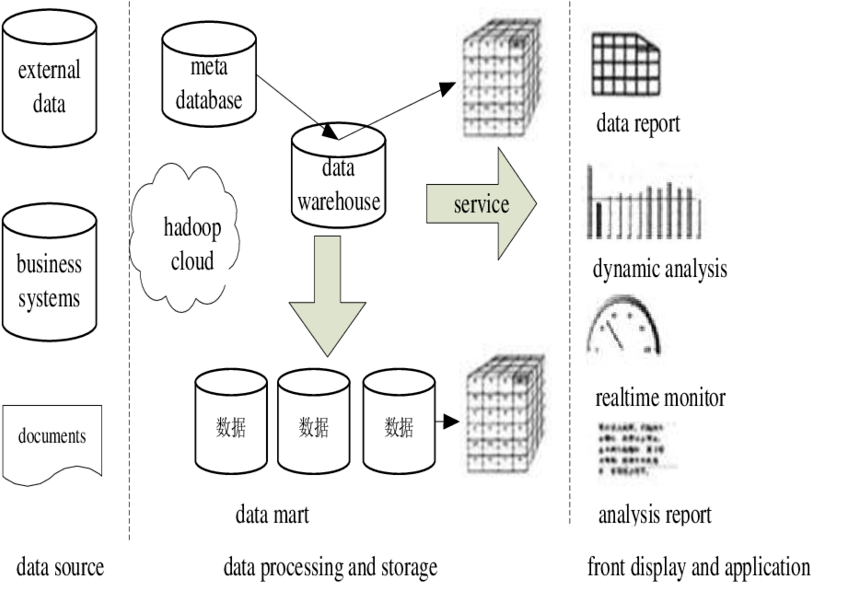 external
data
business
systems
documents
data source
meta
database
data
warehouse
hadoop
cloud
service
数据
数据
数据
data mart
data processing and storage
data report
dynamic analysis
realtime monitor
analysis report
front display and application